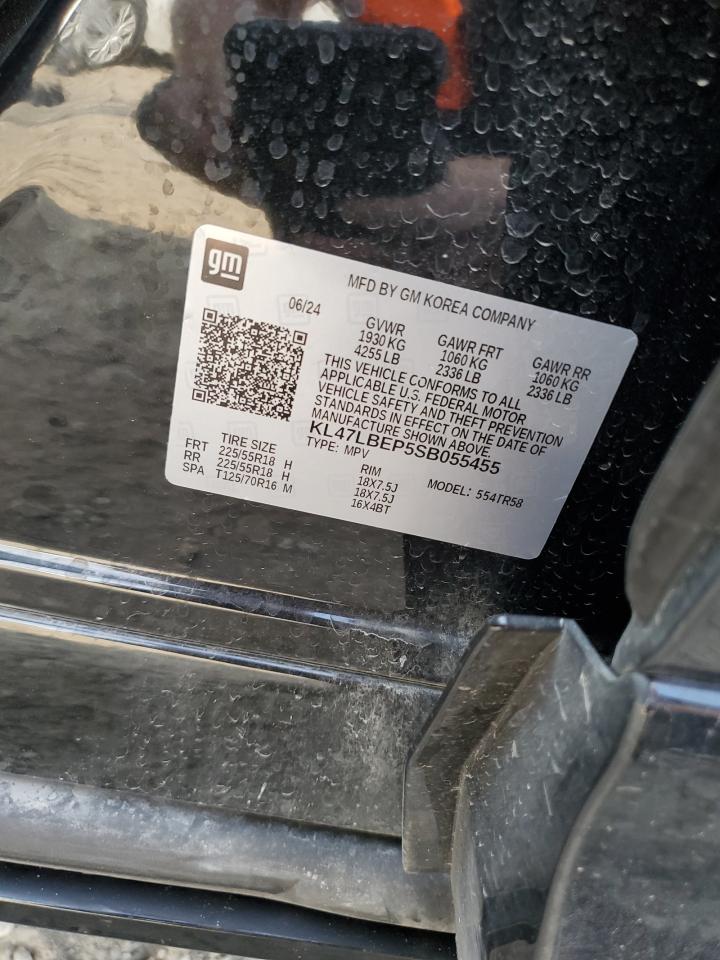 gm
MFD BY GM KOREA COMPANY
06/24
GVWR GAWR FRT GAWR RR
1930 KG 1060 KG 1060 KG
4255 LB 2336 LB 2336 LB
THIS VEHICLE CONFORMS TO ALL
APPLICABLE U.S. FEDERAL MOTOR
VEHICLE SAFETY AND THEFT PREVENTION
STANDARDS IN EFFECT ON THE DATE OF
MANUFACTURE SHOWN ABOVE.
KL47LBEP5SB055455
TYPE: MPV MODEL: 554TR58
TIRE SIZE RIM
FRT 225/55R18 H 18X7.5J
RR 225/55R18 H 18X7.5J
SPA T125/70R16 M 16X4BT